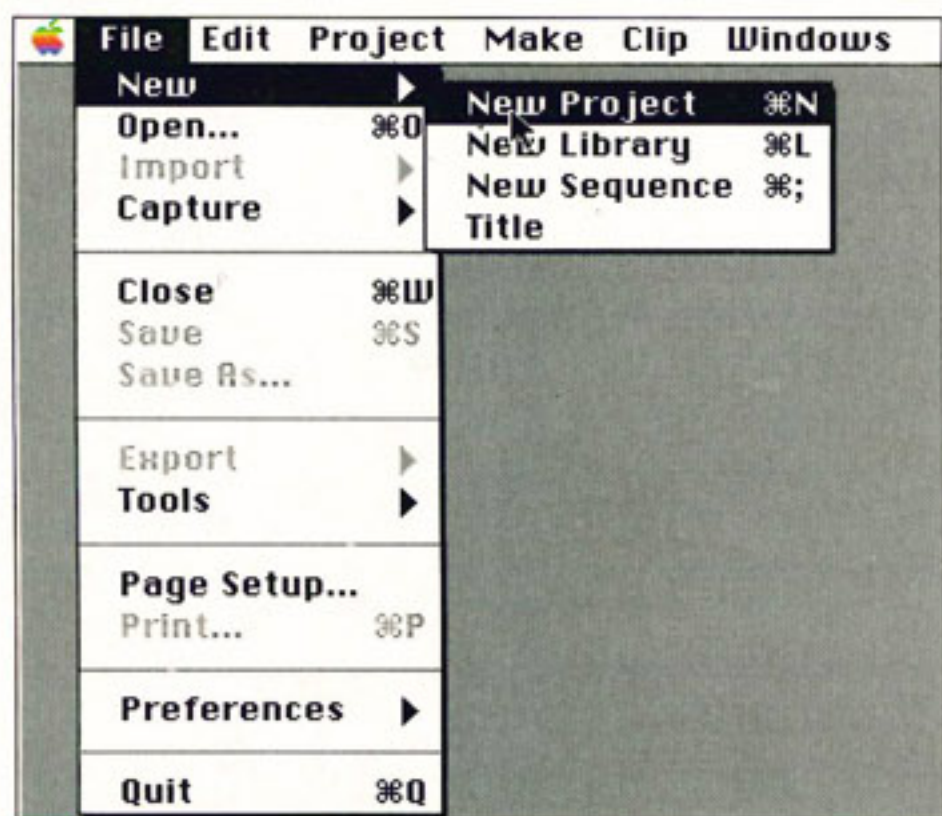 File Edit Project Make Clip Windows
New
Open... ⌘O
Import
Capture
Close ⌘W
Save ⌘S
Save As...
Export
Tools
Page Setup...
Print... ⌘P
Preferences
Quit ⌘Q
New Project ⌘N
New Library ⌘L
New Sequence ⌘;
Title